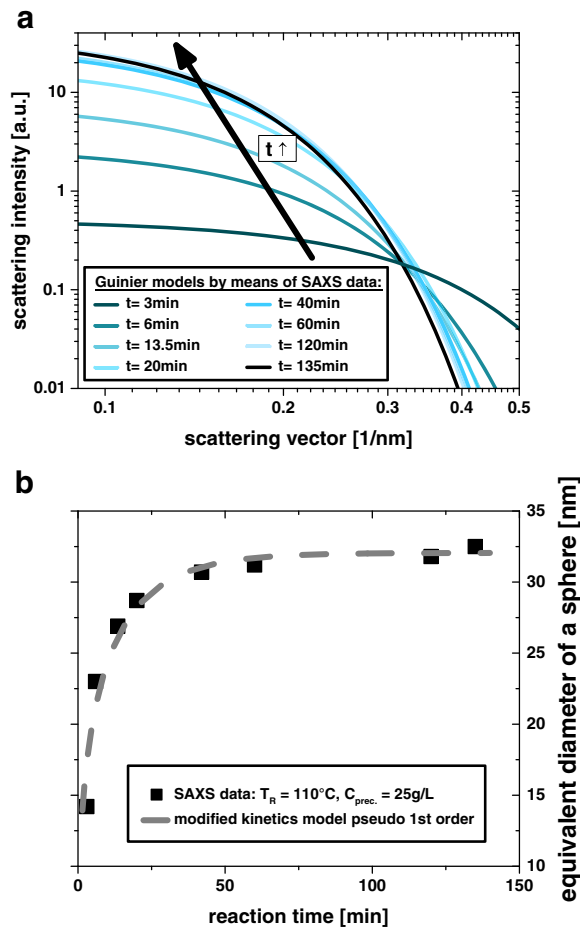 a
scattering intensity [a.u.]
10
1
0.1
0.01
t ↑
Guinier models by means of SAXS data:
t= 3min
t= 40min
t= 6min
t= 60min
t= 13.5min
t= 120min
t= 20min
t= 135min
0.1
0.2
0.3
0.4
0.5
scattering vector [1/nm]
b
35
30
25
20
15
10
equivalent diameter of a sphere [nm]
SAXS data: T_R = 110°C, C_prec. = 25g/L
modified kinetics model pseudo 1st order
0
50
100
150
reaction time [min]